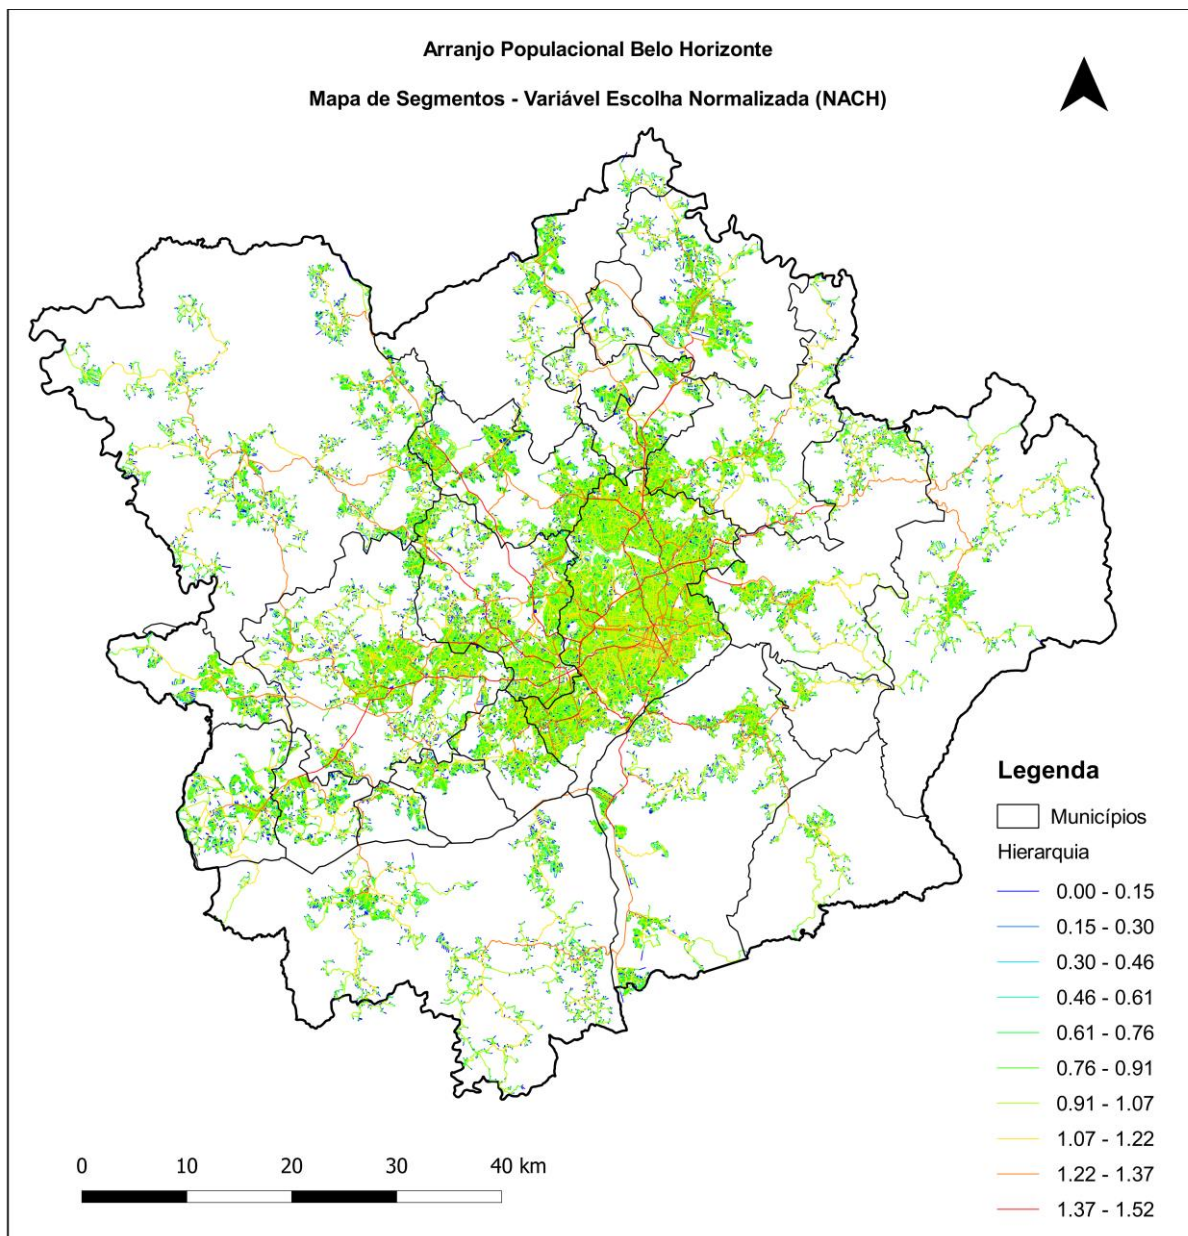 Arranjo Populacional Belo Horizonte
Mapa de Segmentos - Variável Escolha Normalizada (NACH)
Legenda
Municípios
Hierarquia
0.00 - 0.15
0.15 - 0.30
0.30 - 0.46
0.46 - 0.61
0.61 - 0.76
0.76 - 0.91
0.91 - 1.07
1.07 - 1.22
1.22 - 1.37
1.37 - 1.52
0 10 20 30 40 km